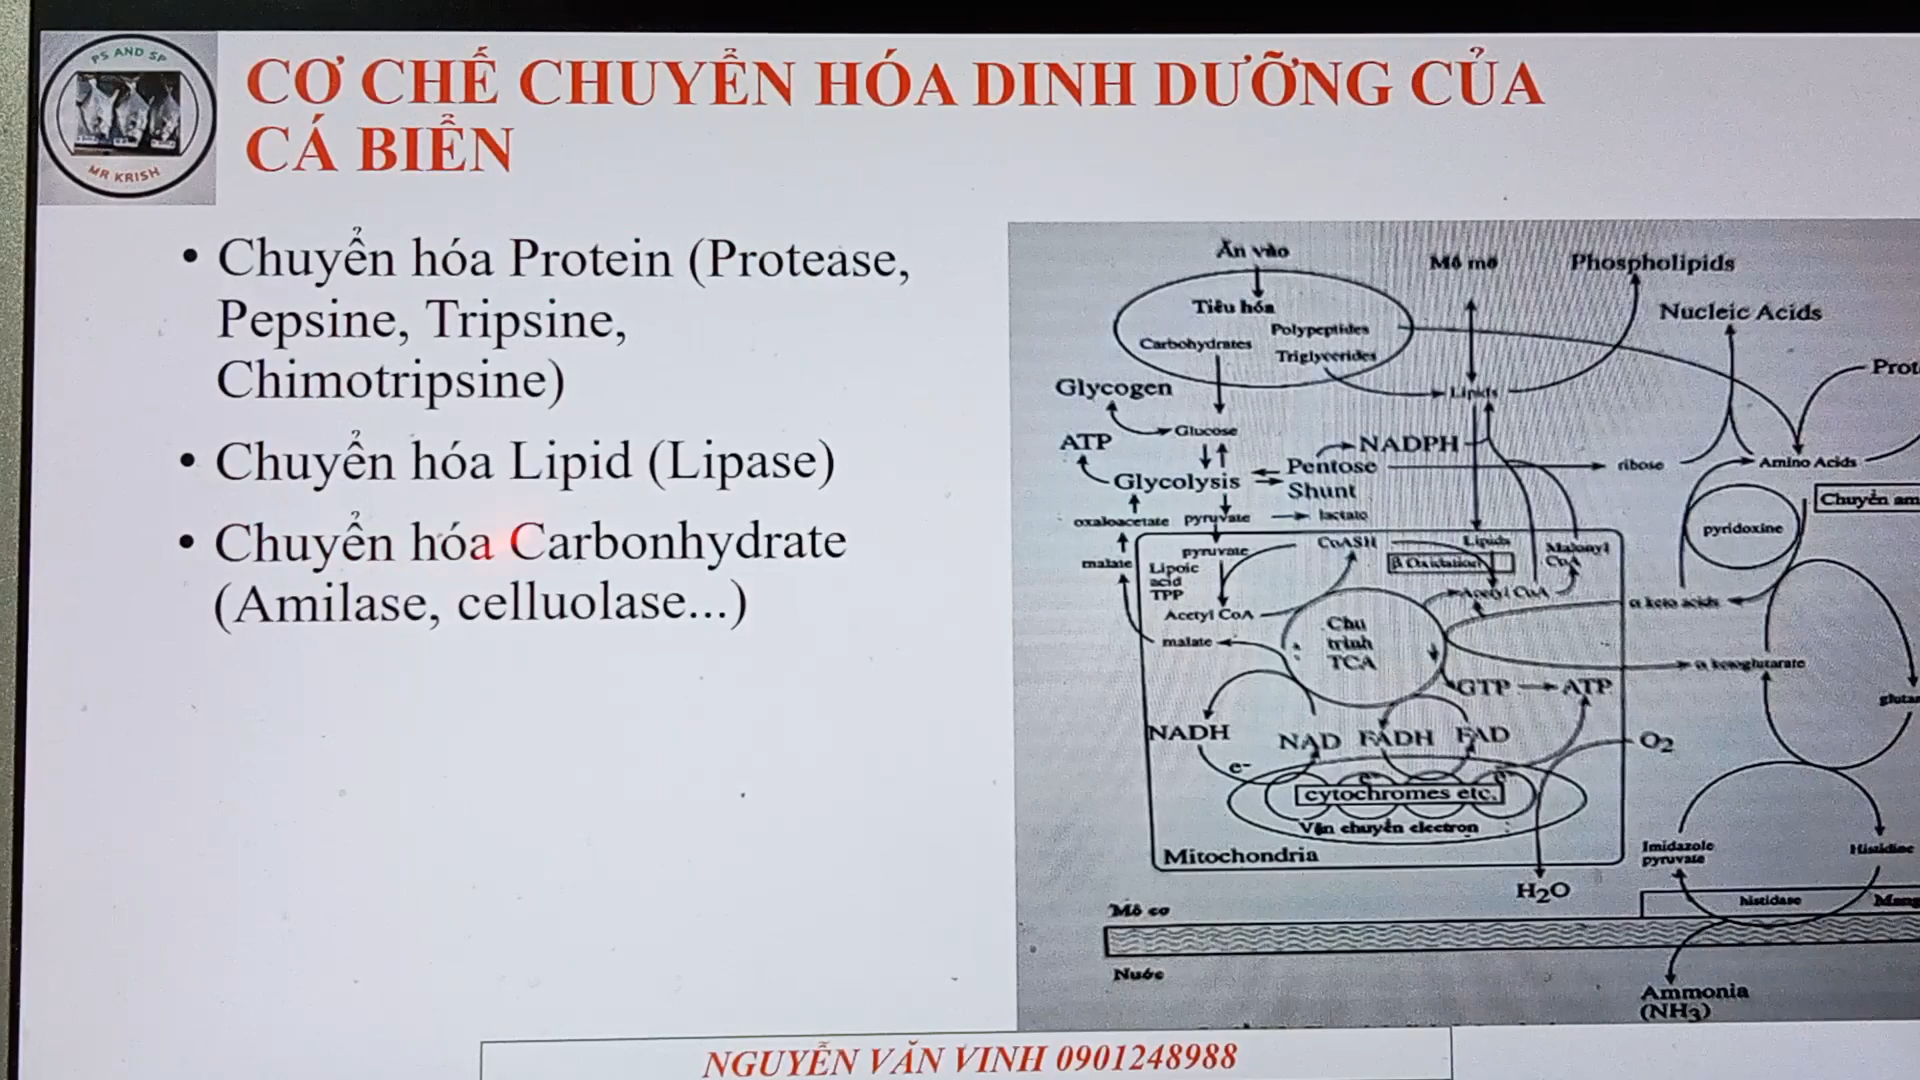 PS AND SP
MR KRISH
CƠ CHẾ CHUYỂN HÓA DINH DƯỠNG CỦA
CÁ BIỂN
• Chuyển hóa Protein (Protease,
Pepsine, Tripsine,
Chimotripsine)
• Chuyển hóa Lipid (Lipase)
• Chuyển hóa Carbonhydrate
(Amilase, celluolase...)
Ăn vào
Mô mỡ
Phospholipids
Tiêu hóa
Nucleic Acids
Polypeptides
Carbohydrates
Triglycerides
Prot
Glycogen
Lipids
Glucose
ATP
NADPH
Pentose
ribose
Amino Acids
Glycolysis
Shunt
Chuyển am
oxaloacetate
pyruvate
lactate
pyridoxine
pyruvate
CoASH
Lipids
Malonyl
CoA
malate
Lipoic
acid
TPP
β Oxidation
Acetyl CoA
α keto acids
Acetyl CoA
Chu
trình
TCA
malate
α ketoglutarate
GTP
ATP
glutam
NADH
NAD
FADH
FAD
O2
e-
e-
e-
cytochromes etc.
Vận chuyển electron
Mitochondria
Imidazole
pyruvate
Histidine
H2O
histidase
Mang
Mô cơ
Nước
Ammonia
(NH3)
NGUYỄN VĂN VINH 0901248988